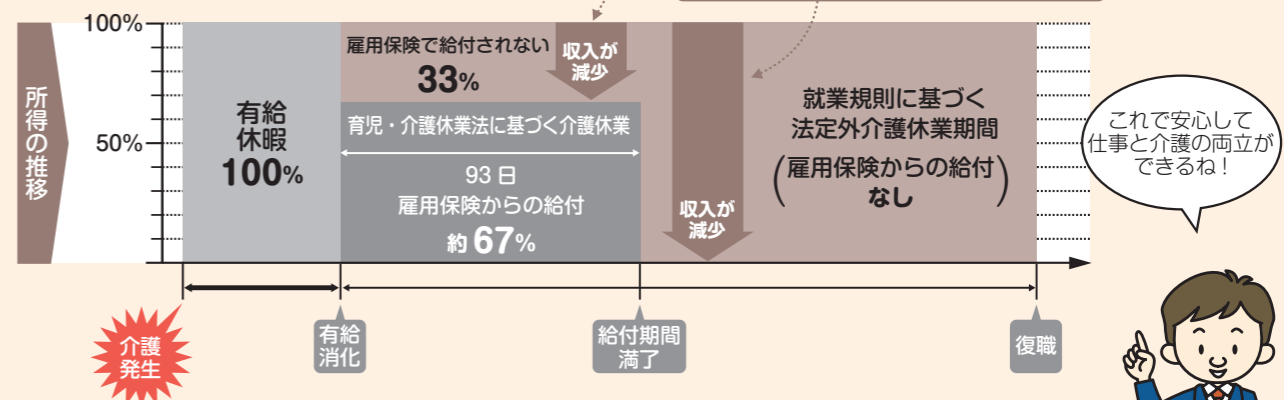 所得の推移
100%
50%
有給
休暇
100%
雇用保険で給付されない
33%
収入が
減少
育児・介護休業法に基づく介護休業
93日
雇用保険からの給付
約67%
収入が
減少
就業規則に基づく
法定外介護休業期間
(雇用保険からの給付
なし)
これで安心して
仕事と介護の両立が
できるね！
介護
発生
有給
消化
給付期間
満了
復職